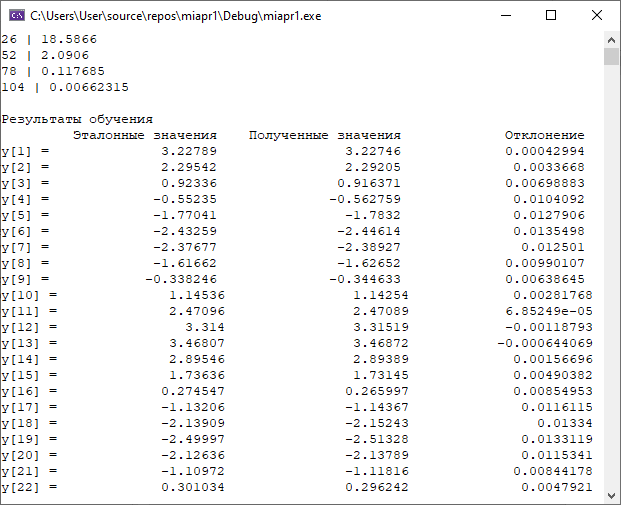 C:\Users\User\source\repos\miapr1\Debug\miapr1.exe
26 | 18.5866
52 | 2.0906
78 | 0.117685
104 | 0.00662315
Результаты обучения
Эталонные значения Полученные значения Отклонение
y[1] = 3.22789 3.22746 0.00042994
y[2] = 2.29542 2.29205 0.0033668
y[3] = 0.92336 0.916371 0.00698883
y[4] = -0.55235 -0.562759 0.0104092
y[5] = -1.77041 -1.7832 0.0127906
y[6] = -2.43259 -2.44614 0.0135498
y[7] = -2.37677 -2.38927 0.012501
y[8] = -1.61662 -1.62652 0.00990107
y[9] = -0.338246 -0.344633 0.00638645
y[10] = 1.14536 1.14254 0.00281768
y[11] = 2.47096 2.47089 6.85249e-05
y[12] = 3.314 3.31519 -0.00118793
y[13] = 3.46807 3.46872 -0.000644069
y[14] = 2.89546 2.89389 0.00156696
y[15] = 1.73636 1.73145 0.00490382
y[16] = 0.274547 0.265997 0.00854953
y[17] = -1.13206 -1.14367 0.0116115
y[18] = -2.13909 -2.15243 0.01334
y[19] = -2.49997 -2.51328 0.0133119
y[20] = -2.12636 -2.13789 0.0115341
y[21] = -1.10972 -1.11816 0.00844178
y[22] = 0.301034 0.296242 0.0047921